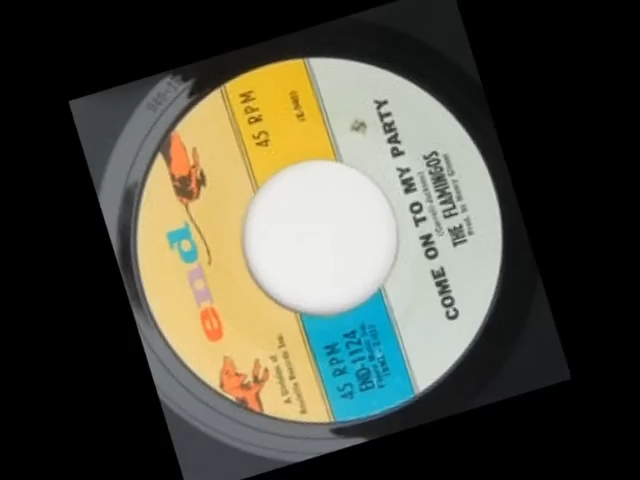 end
A Division of
Roulette Records Inc.
45 RPM
45 RPM
END-1124
COME ON TO MY PARTY
THE FLAMINGOS